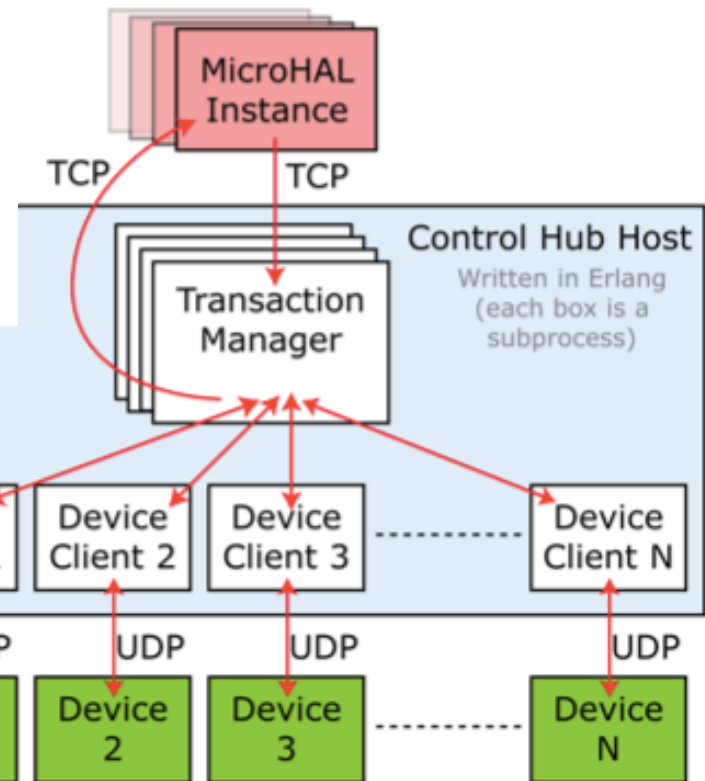 MicroHAL
Instance
TCP
TCP
Control Hub Host
Written in Erlang
(each box is a
subprocess)
Transaction
Manager
Device
Client 2
Device
Client 3
Device
Client N
UDP
UDP
UDP
Device
2
Device
3
Device
N